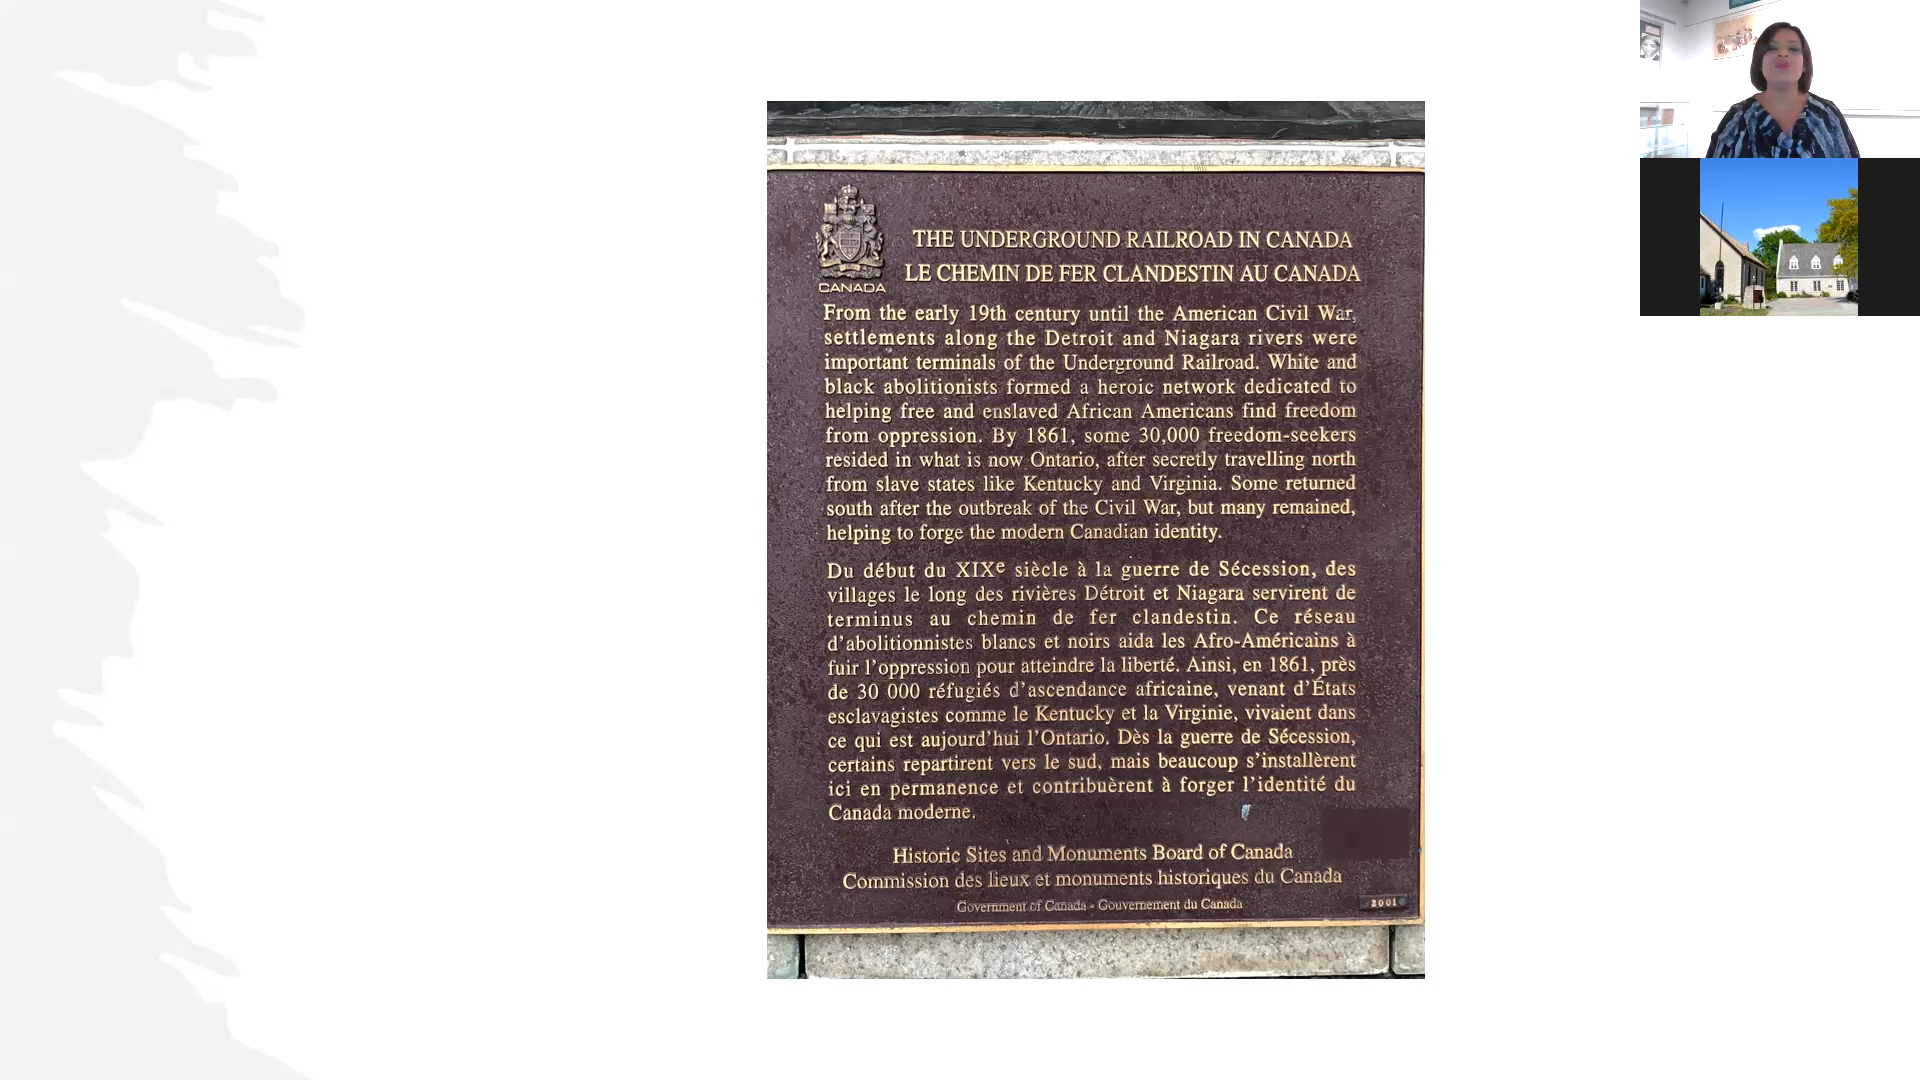 THE UNDERGROUND RAILROAD IN CANADA
LE CHEMIN DE FER CLANDESTIN AU CANADA
CANADA
From the early 19th century until the American Civil War,
settlements along the Detroit and Niagara rivers were
important terminals of the Underground Railroad. White and
black abolitionists formed a heroic network dedicated to
helping free and enslaved African Americans find freedom
from oppression. By 1861, some 30,000 freedom-seekers
resided in what is now Ontario, after secretly travelling north
from slave states like Kentucky and Virginia. Some returned
south after the outbreak of the Civil War, but many remained,
helping to forge the modern Canadian identity.
Du début du XIXe siècle à la guerre de Sécession, des
villages le long des rivières Détroit et Niagara servirent de
terminus au chemin de fer clandestin. Ce réseau
d'abolitionnistes blancs et noirs aida les Afro-Américains à
fuir l'oppression pour atteindre la liberté. Ainsi, en 1861, près
de 30 000 réfugiés d'ascendance africaine, venant d'États
esclavagistes comme le Kentucky et la Virginie, vivaient dans
ce qui est aujourd'hui l'Ontario. Dès la guerre de Sécession,
certains repartirent vers le sud, mais beaucoup s'installèrent
ici en permanence et contribuèrent à forger l'identité du
Canada moderne.
Historic Sites and Monuments Board of Canada
Commission des lieux et monuments historiques du Canada
Government of Canada - Gouvernement du Canada
2001